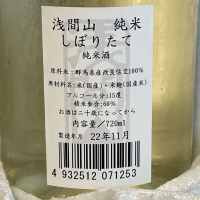 浅間山 純米
しぼりたて
純米酒
原料米:群馬県産改良信交100%
原材料名:米(国産)・米麹(国産米)
アルコール分:15度
精米歩合:60%
お酒は二十歳になってから
内容量/720ml
製造年月 22年11月
4 932512 071253